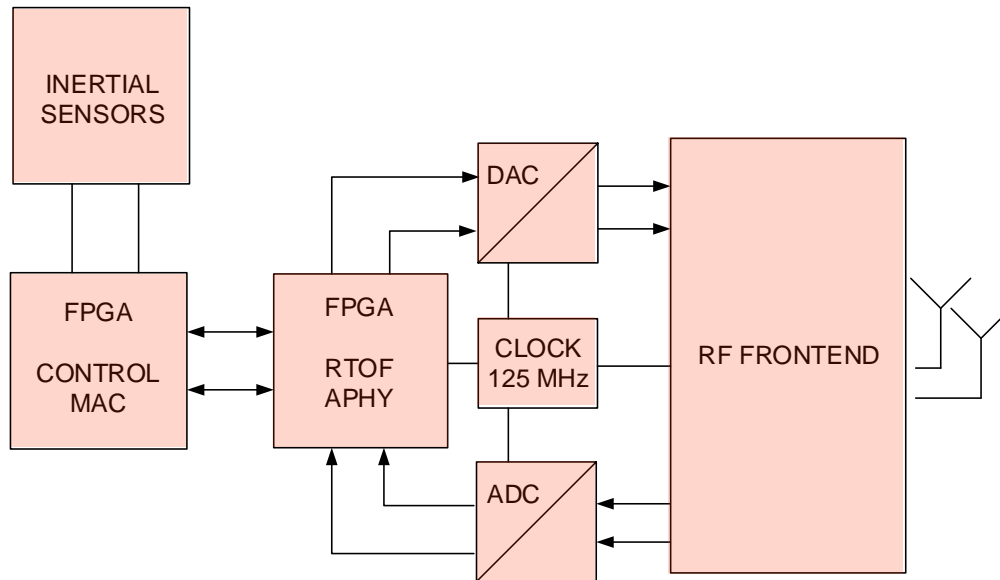 INERTIAL
SENSORS
FPGA
CONTROL
MAC
FPGA
RTOF
APHY
DAC
CLOCK
125 MHz
ADC
RF FRONTEND